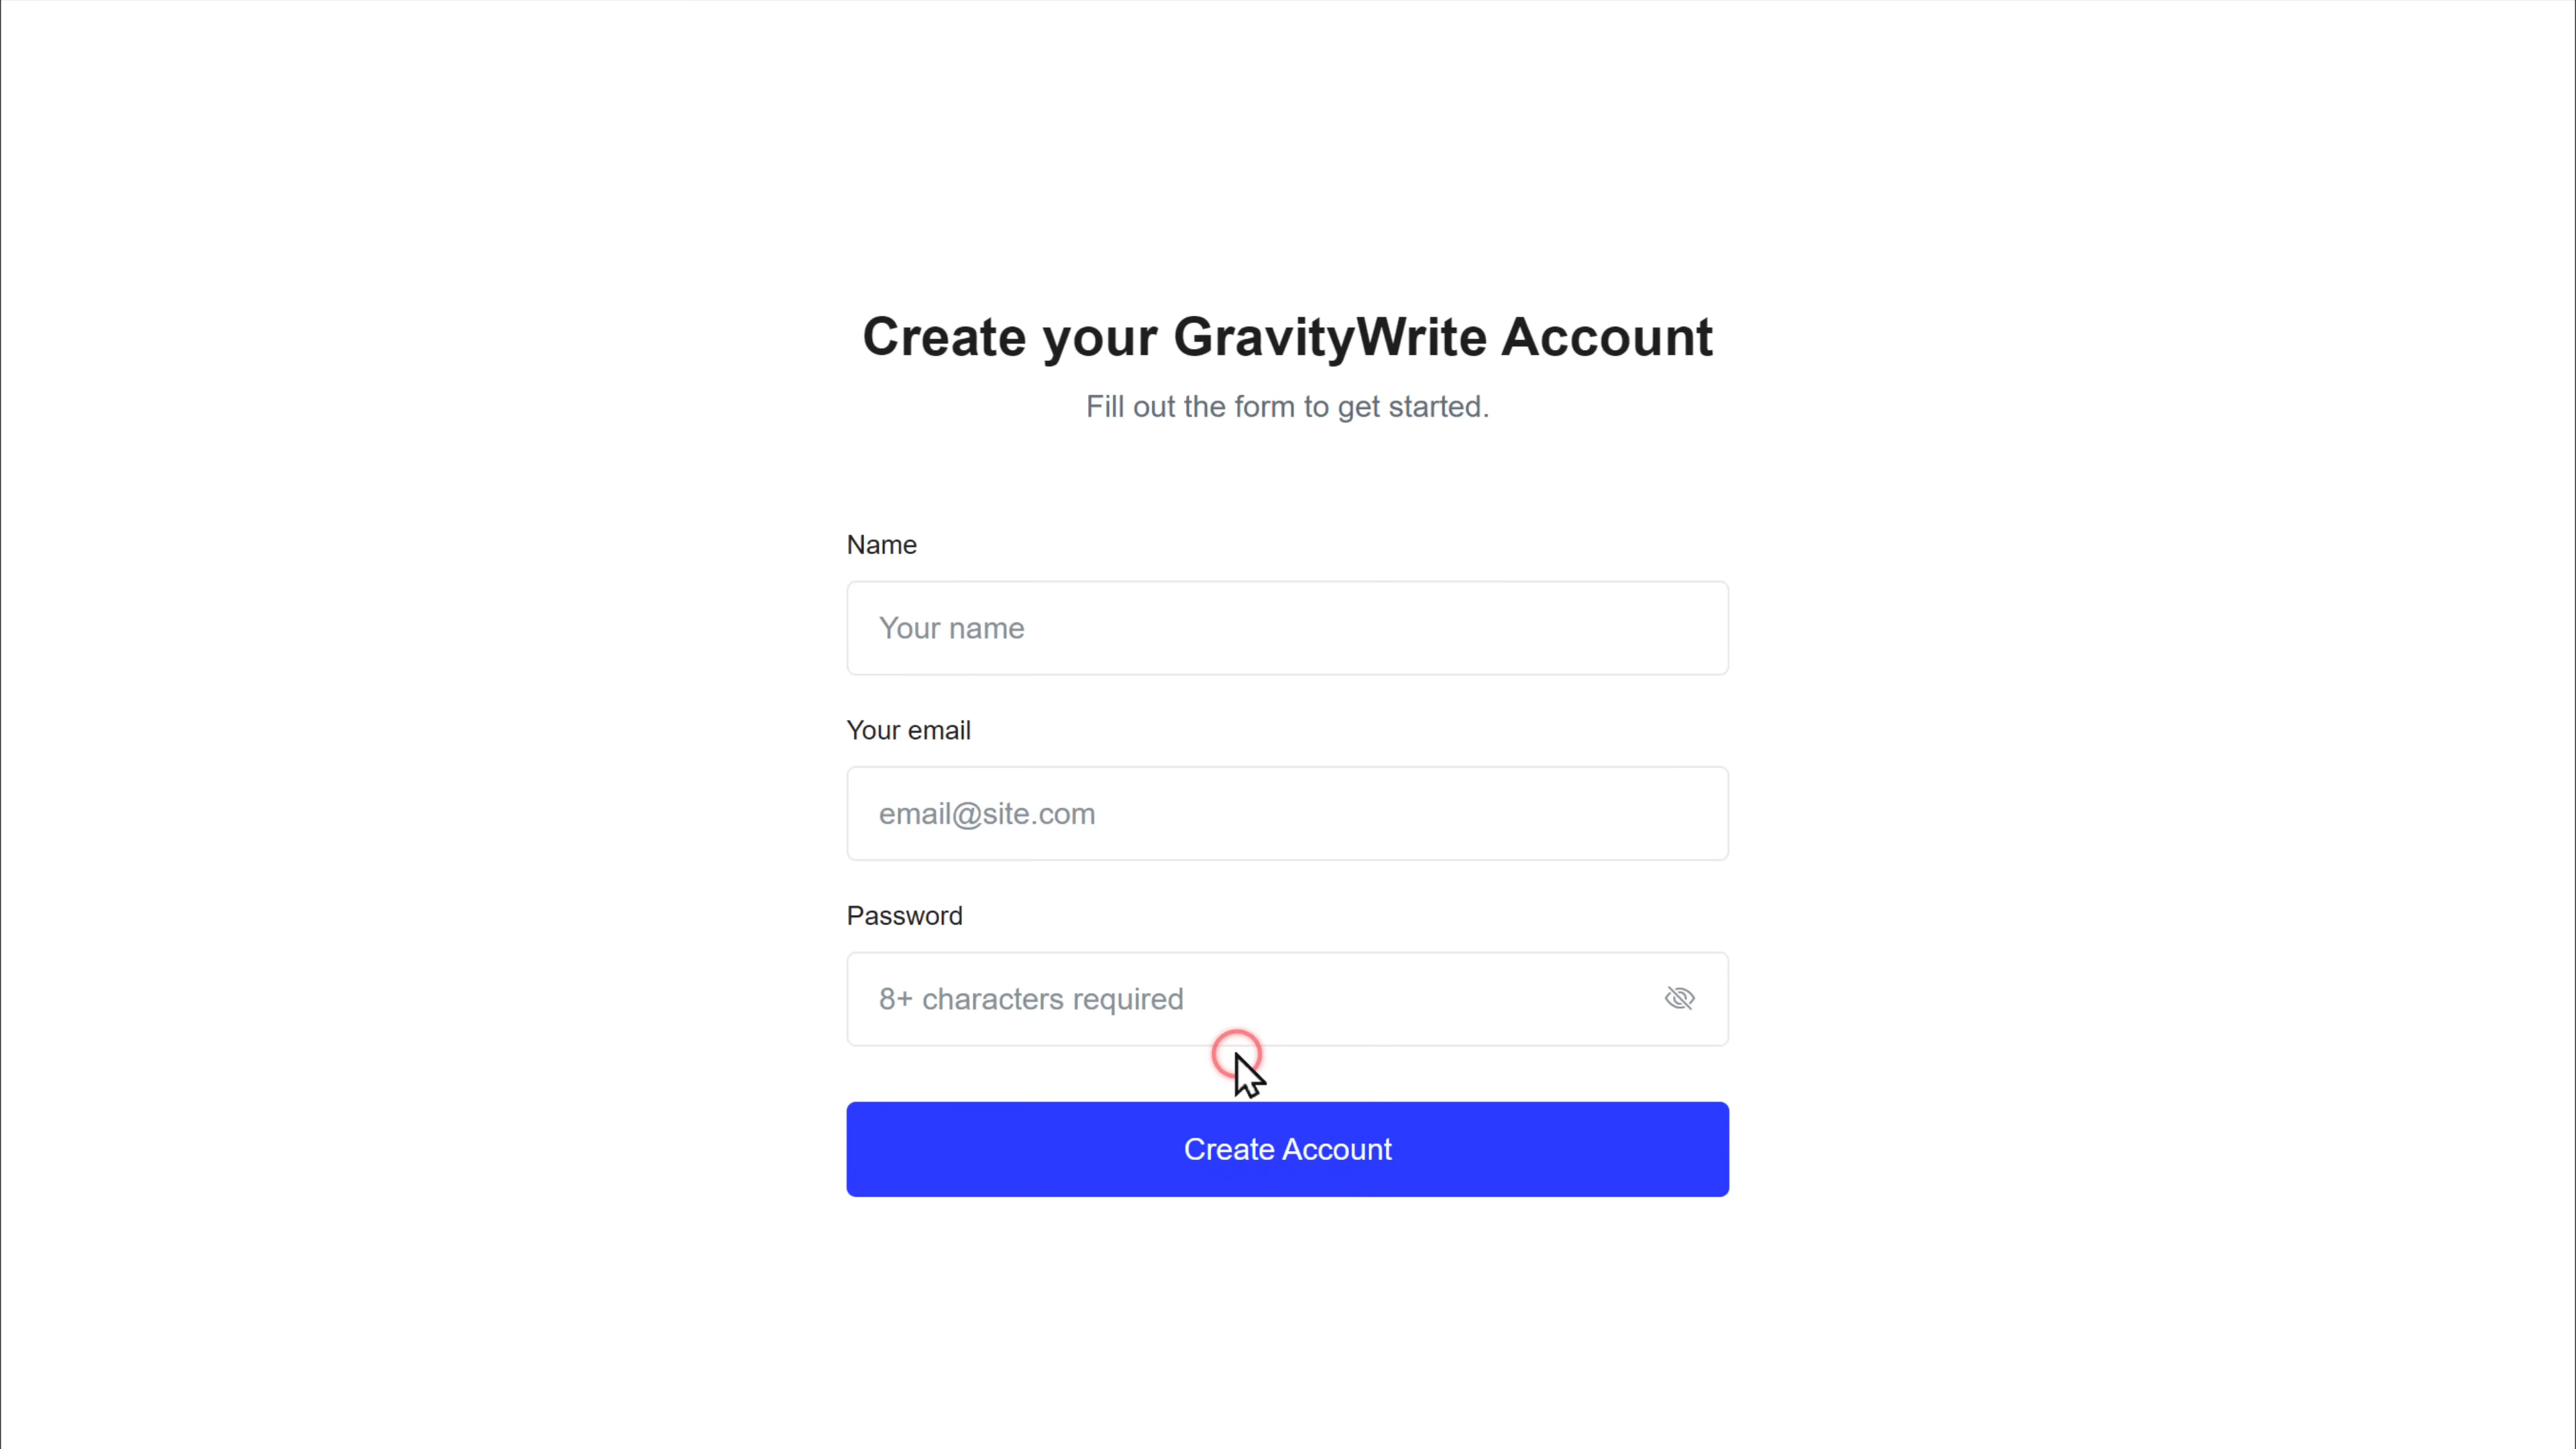 Create your GravityWrite Account
Fill out the form to get started.
Name
Your name
Your email
email@site.com
Password
8+ characters required
Create Account